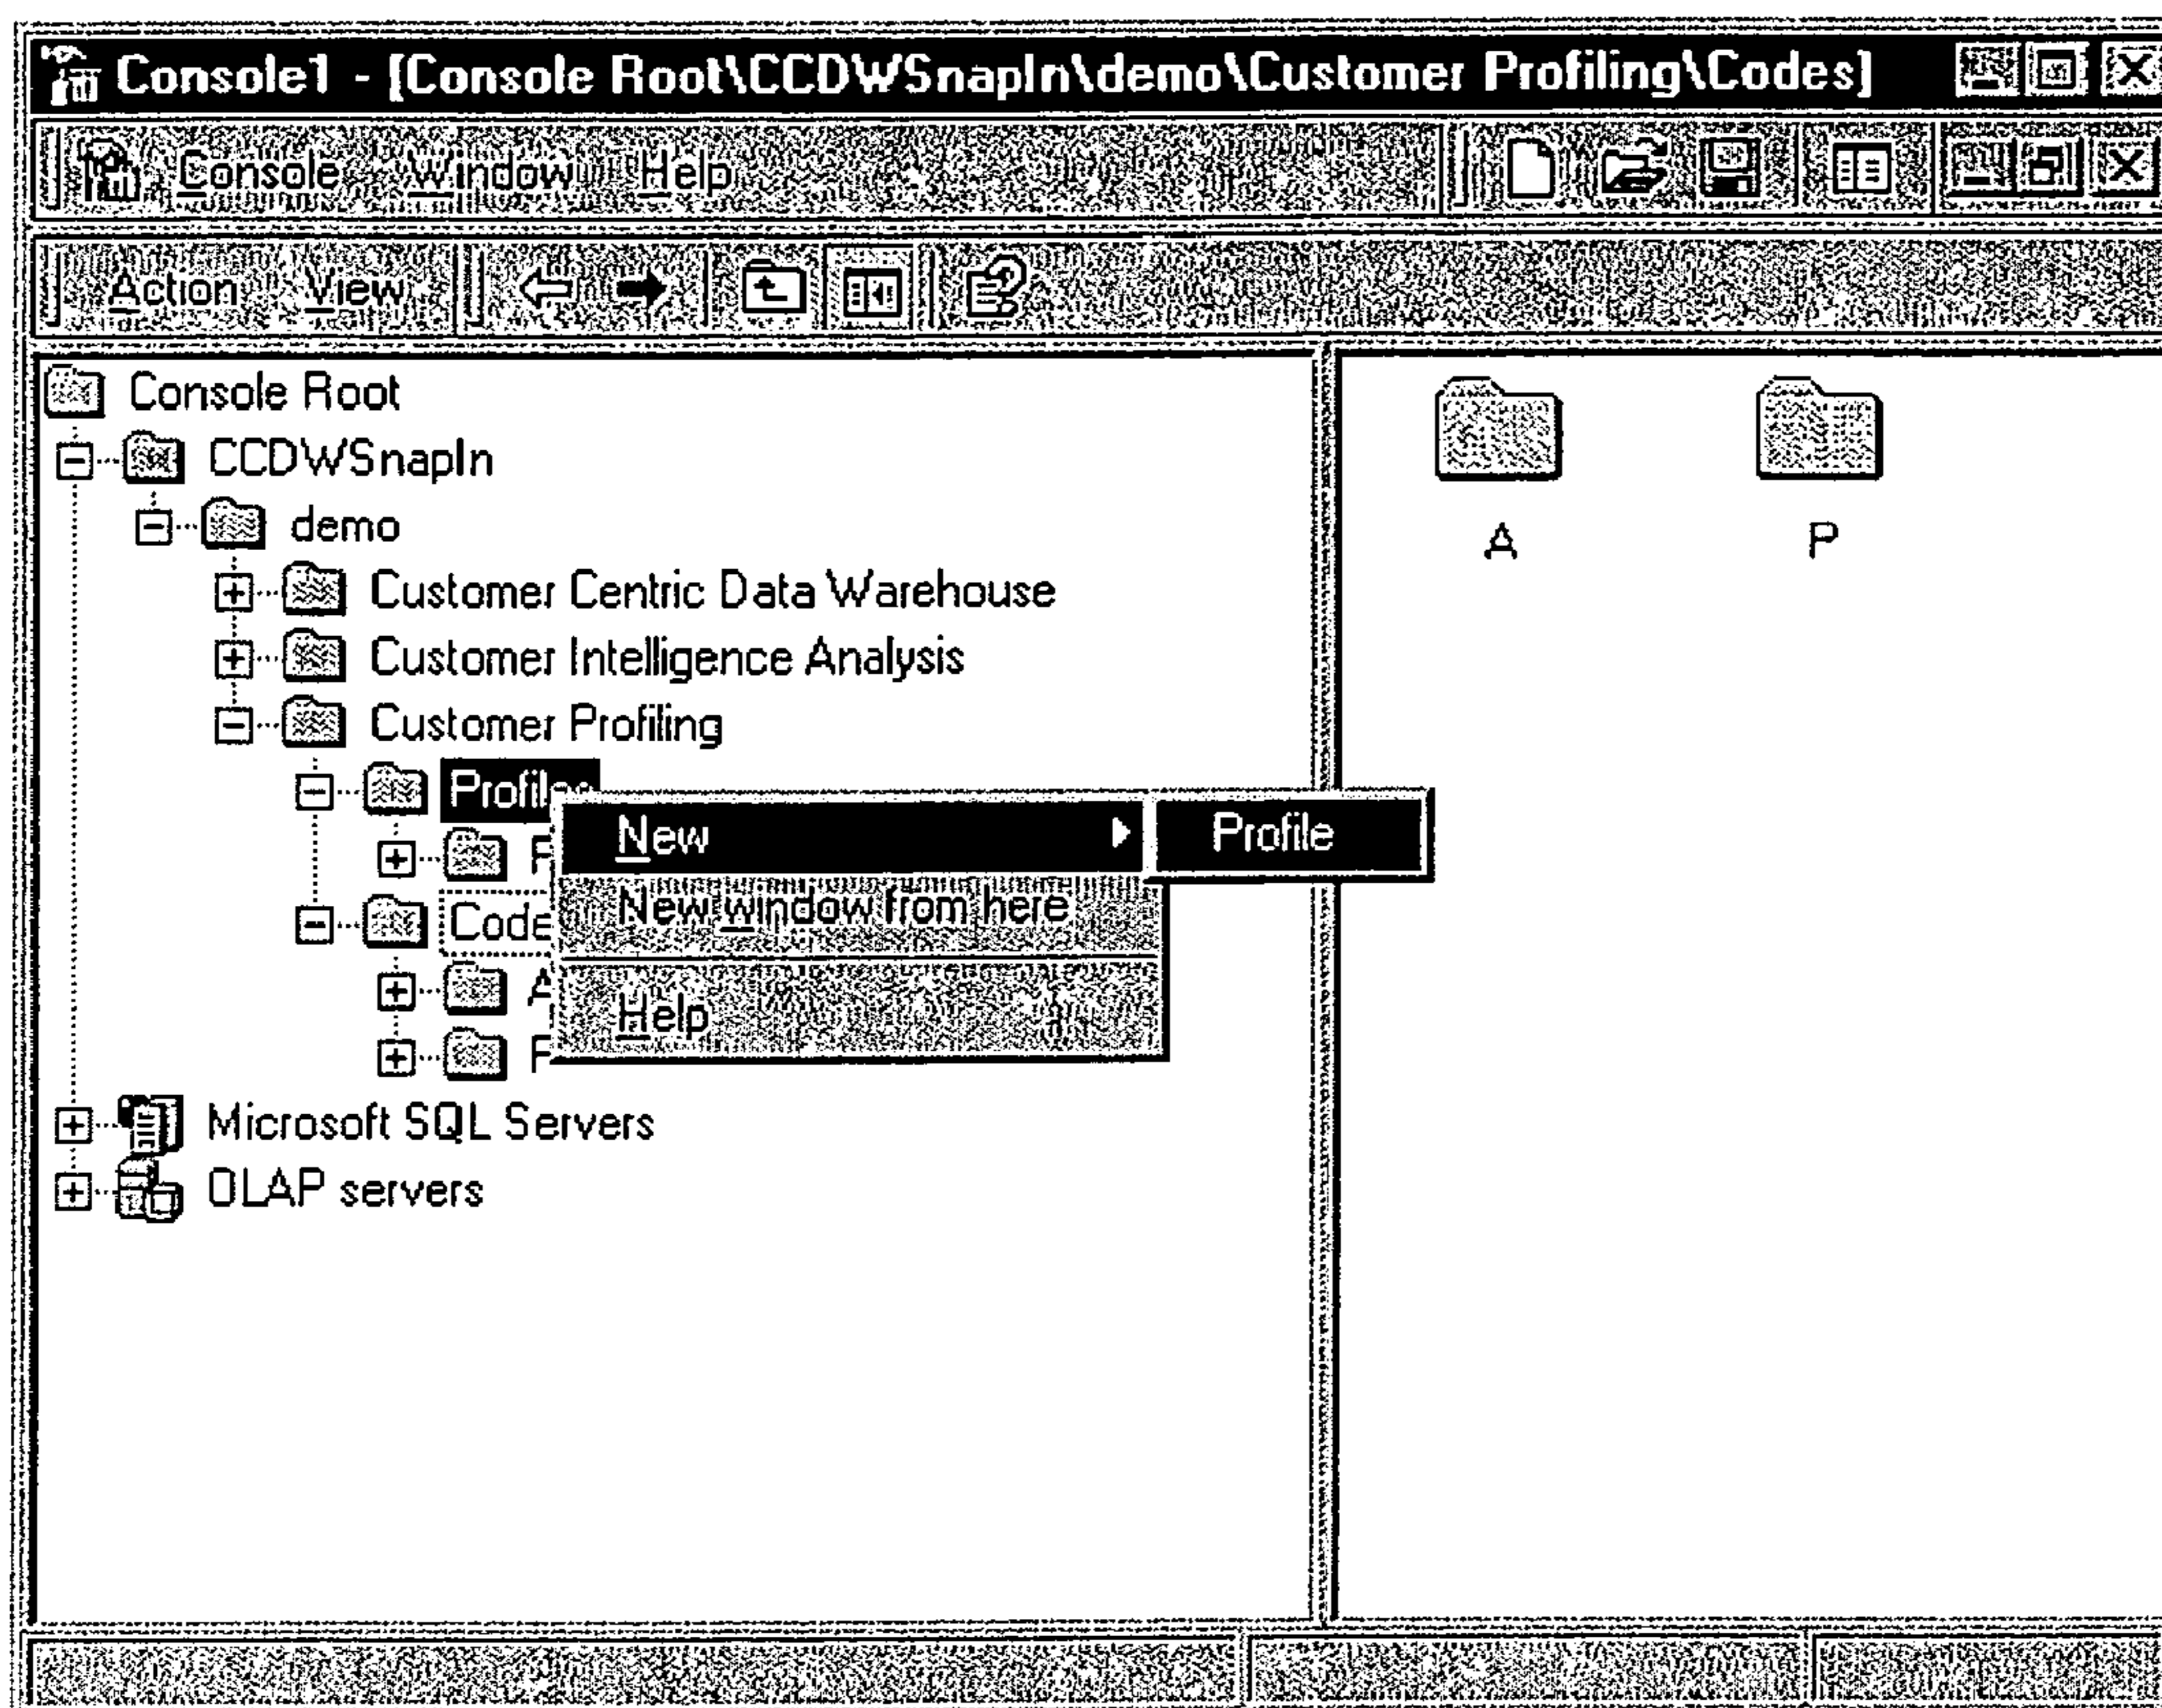 Console1 - [Console Root\CCDWSnapIn\demo\Customer Profiling\Codes]
Console Window Help
Action View
Console Root
CCDWSnapIn
demo
Customer Centric Data Warehouse
Customer Intelligence Analysis
Customer Profiling
Profiles
New
Profile
New window from here
Help
Microsoft SQL Servers
OLAP servers
A
P